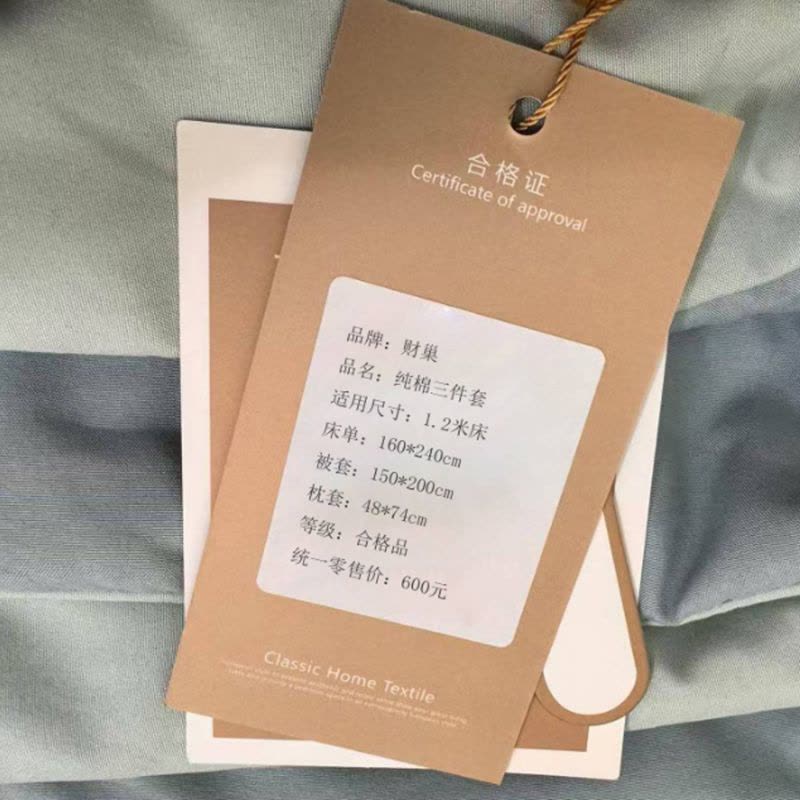 合格证
Certificate of approval
品牌：财巢
品名：纯棉三件套
适用尺寸：1.2米床
床单：160*240cm
被套：150*200cm
枕套：48*74cm
等级：合格品
统一零售价：600元
Classic Home Textile